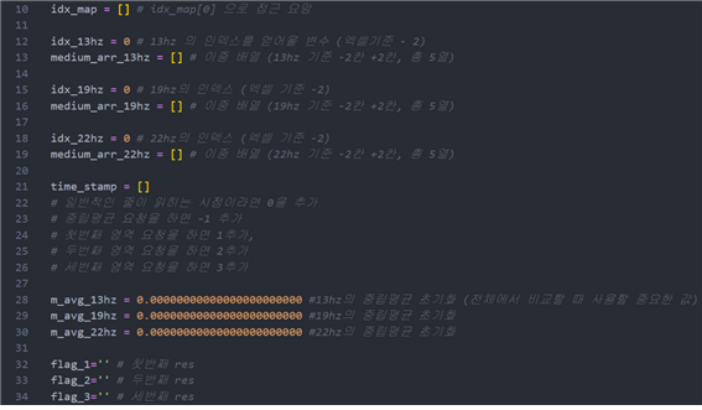 10 idx_map = [] # idx_map[0] 으로 접근 요망
11
12 idx_13hz = 0 # 13hz 의 인덱스를 얻어올 변수 (엑셀기준 - 2)
13 medium_arr_13hz = [] # 이중 배열 (13hz 기준 -2칸 +2칸, 총 5열)
14
15 idx_19hz = 0 # 19hz의 인덱스 (엑셀 기준 -2)
16 medium_arr_19hz = [] # 이중 배열 (19hz 기준 -2칸 +2칸, 총 5열)
17
18 idx_22hz = 0 # 22hz의 인덱스 (엑셀 기준 -2)
19 medium_arr_22hz = [] # 이중 배열 (22hz 기준 -2칸 +2칸, 총 5열)
20
21 time_stamp = []
22 # 일반적인 줄이 읽히는 시점이라면 0을 추가
23 # 중립평균 요청을 하면 -1 추가
24 # 첫번째 영역 요청을 하면 1추가,
25 # 두번째 영역 요청을 하면 2추가
26 # 세번째 영역 요청을 하면 3추가
27
28 m_avg_13hz = 0.00000000000000000000000 #13hz의 중립평균 초기화 (전체에서 비교할 때 사용할 중요한 값)
29 m_avg_19hz = 0.00000000000000000000000 #19hz의 중립평균 초기화
30 m_avg_22hz = 0.00000000000000000000000 #22hz의 중립평균 초기화
31
32 flag_1='' # 첫번째 res
33 flag_2='' # 두번째 res
34 flag_3='' # 세번째 res